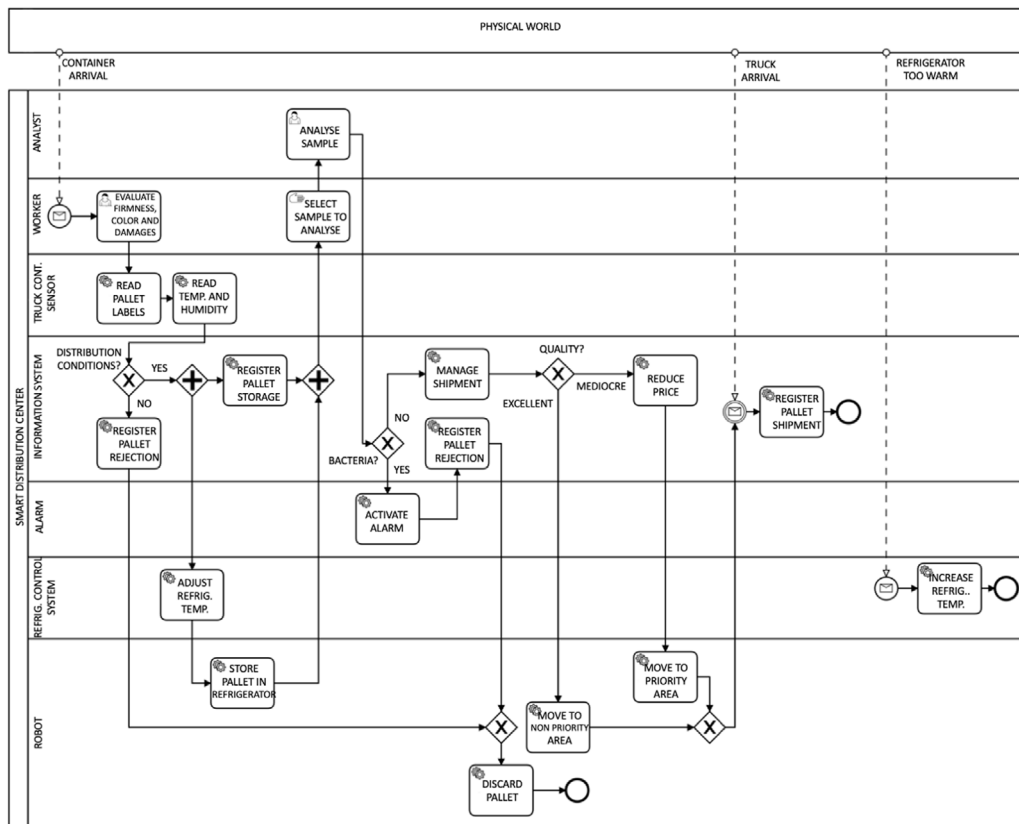 PHYSICAL WORLD
CONTAINER
ARRIVAL
TRUCK
ARRIVAL
REFRIGERATOR
TOO WARM
SMART DISTRIBUTION CENTER
ANALYST
ANALYSE
SAMPLE
WORKER
EVALUATE
FIRMNESS,
COLOR AND
DAMAGES
SELECT
SAMPLE TO
ANALYSE
TRUCK CONT.
SENSOR
READ
PALLET
LABELS
READ
TEMP. AND
HUMIDITY
INFORMATION SYSTEM
DISTRIBUTION
CONDITIONS?
YES
NO
REGISTER
PALLET
STORAGE
REGISTER
PALLET
REJECTION
BACTERIA?
NO
YES
MANAGE
SHIPMENT
REGISTER
PALLET
REJECTION
QUALITY?
MEDIOCRE
EXCELLENT
REDUCE
PRICE
REGISTER
PALLET
SHIPMENT
ALARM
ACTIVATE
ALARM
REFRIG. CONTROL
SYSTEM
ADJUST
REFRIG.
TEMP.
INCREASE
REFRIG..
TEMP.
ROBOT
STORE
PALLET IN
REFRIGERATOR
MOVE TO
PRIORITY
AREA
MOVE TO
NON PRIORITY
AREA
DISCARD
PALLET